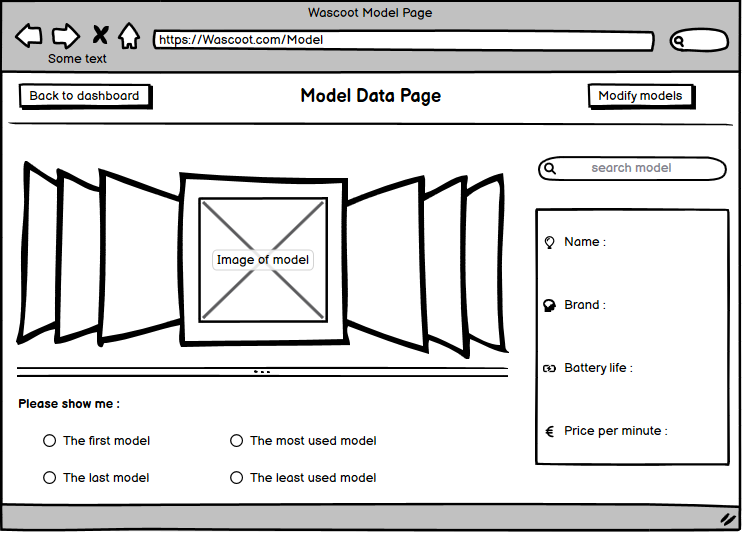 Wascoot Model Page
https://Wascoot.com/Model
Some text
Back to dashboard
Model Data Page
Modify models
search model
Image of model
Name :
Brand :
Battery life :
€ Price per minute :
Please show me :
The first model
The most used model
The last model
The least used model